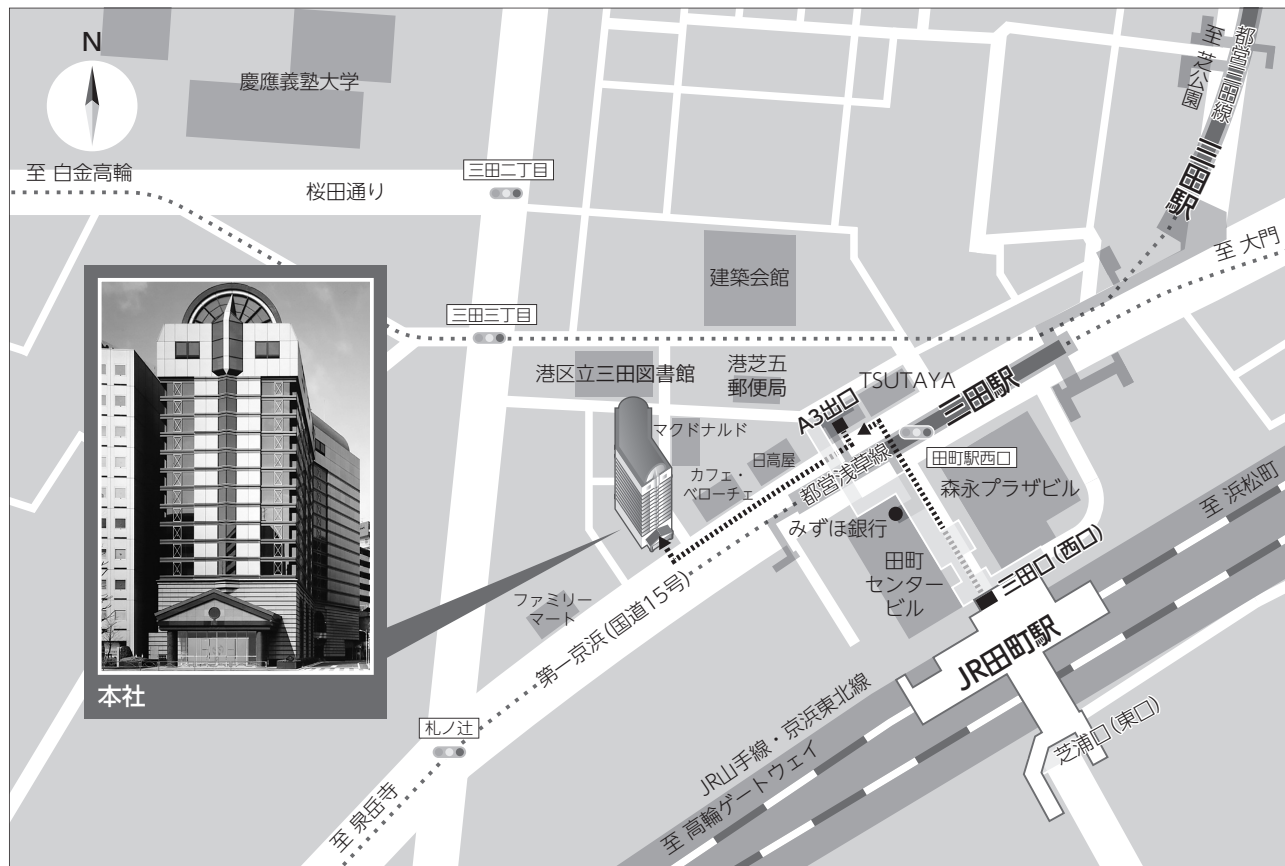 N
慶應義塾大学
至 芝公園
都営三田線
三田駅
至 白金高輪
桜田通り
三田二丁目
至 大門
建築会館
三田三丁目
港区立三田図書館
港芝五
郵便局
TSUTAYA
A3出口
三田駅
マクドナルド
日高屋
カフェ・
ベローチェ
都営浅草線
田町駅西口
森永プラザビル
至 浜松町
みずほ銀行
田町
センター
ビル
三田口(西口)
ファミリー
マート
第一京浜(国道15号)
JR田町駅
本社
札ノ辻
JR山手線・京浜東北線
芝浦口(東口)
至 高輪ゲートウェイ
至 泉岳寺